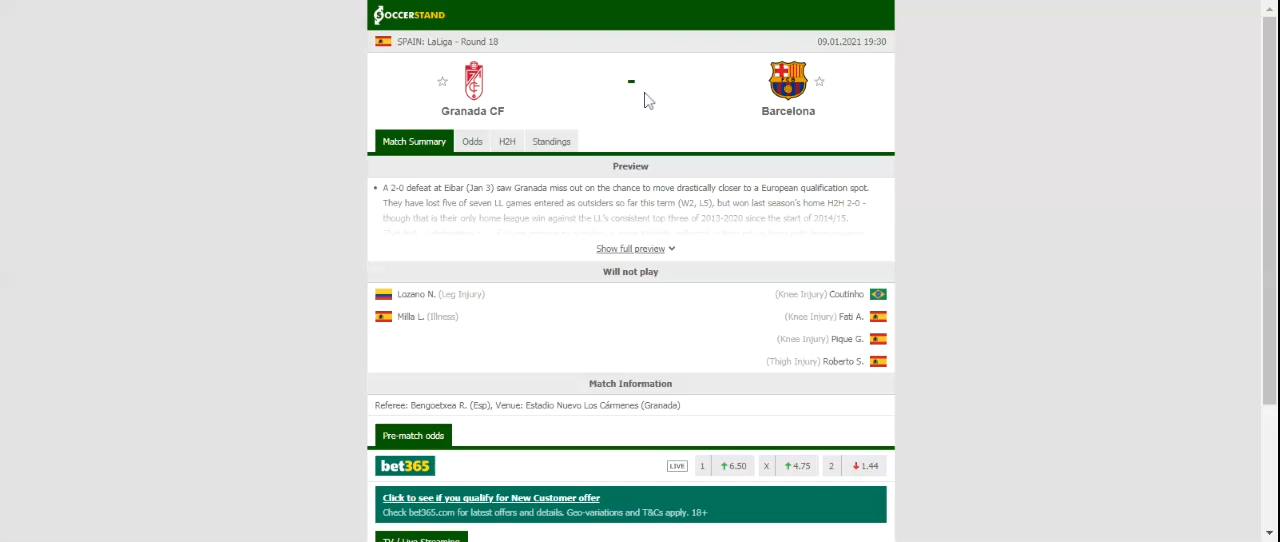 SOCCERSTAND
SPAIN: LaLiga - Round 18 09.01.2021 19:30
-
Granada CF Barcelona
Match Summary Odds H2H Standings
Preview
A 2-0 defeat at Eibar (Jan 3) saw Granada miss out on the chance to move drastically closer to a European qualification spot.
They have lost five of seven LL games entered as outsiders so far this term (W2, L5), but won last season's home H2H 2-0 -
though that is their only home league win against the LL's consistent top three of 2013-2020 since the start of 2014/15.
Show full preview
Will not play
Lozano N. (Leg Injury) (Knee Injury) Coutinho
Milla L. (Illness) (Knee Injury) Fati A.
(Knee Injury) Pique G.
(Thigh Injury) Roberto S.
Match Information
Referee: Bengoetxea R. (Esp), Venue: Estadio Nuevo Los Cármenes (Granada)
Pre-match odds
bet365 LIVE 1 6.50 X 4.75 2 1.44
Click to see if you qualify for New Customer offer
Check bet365.com for latest offers and details. Geo-variations and T&Cs apply. 18+
TV / Live Streaming